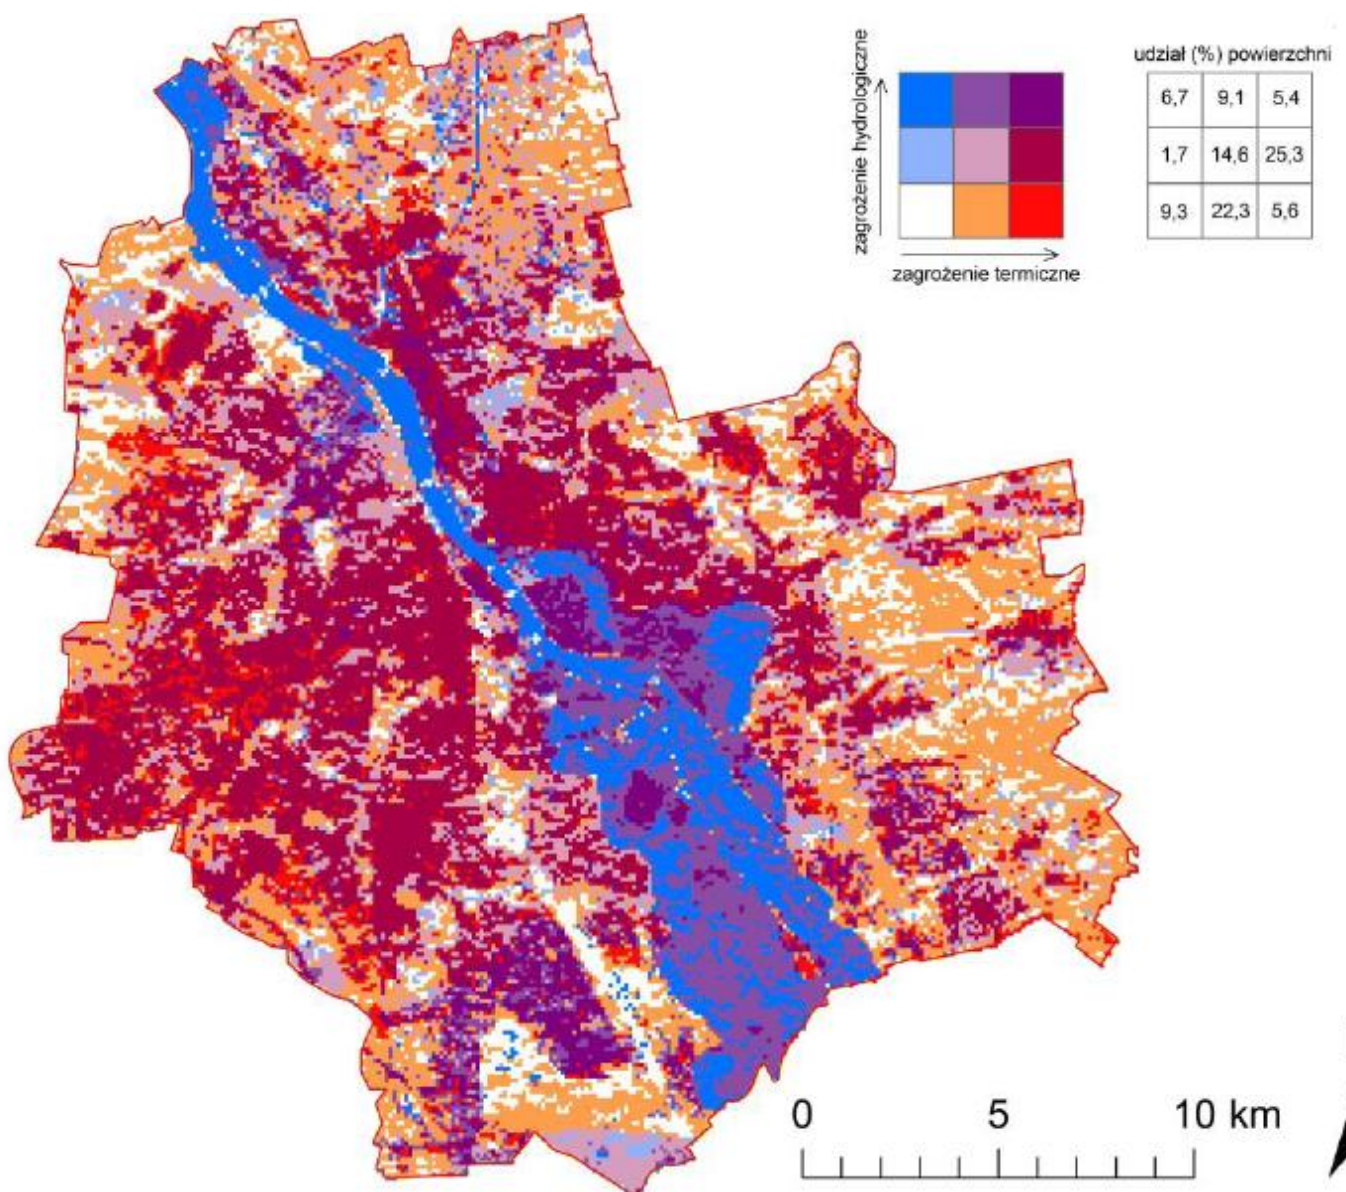 udział (%) powierzchni
zagrożenie hydrologiczne
6,7 9,1 5,4
1,7 14,6 25,3
9,3 22,3 5,6
zagrożenie termiczne
0 5 10 km